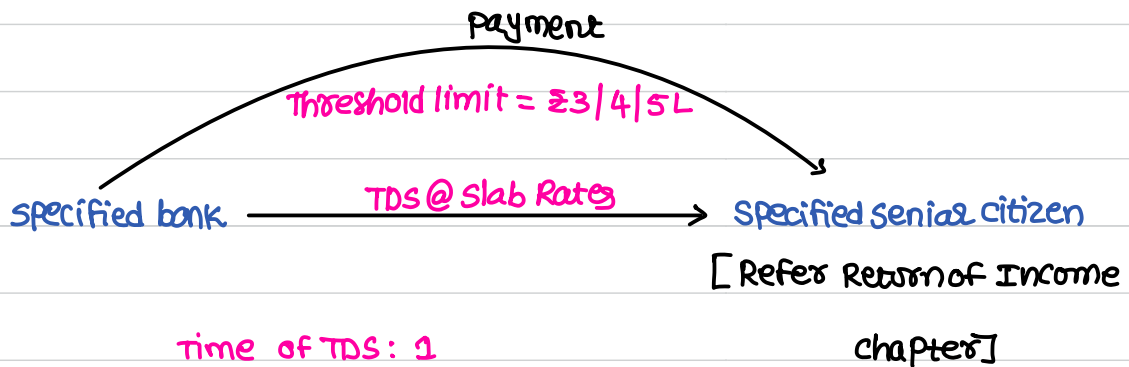 Payment
Threshold limit = ₹3/4/5L
TDS @ Slab Rates
specified bank
specified senior citizen
[Refer Return of Income
Time of TDS: 1
chapter]